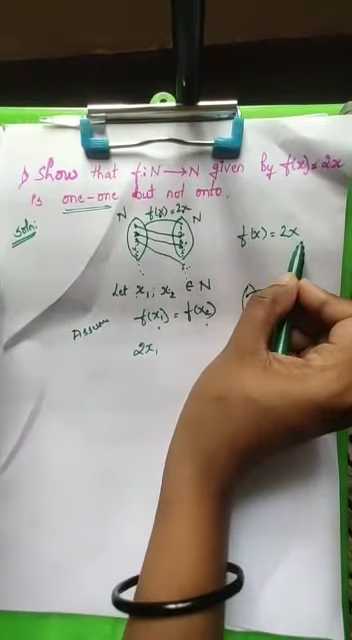 1) Show that f: N → N given by f(x) = 2x
is one-one but not onto.
Soln:
N f(x) = 2x N
f(x) = 2x
Let x₁, x₂ ∈ N
Assume f(x₁) = f(x₂)
2x₁